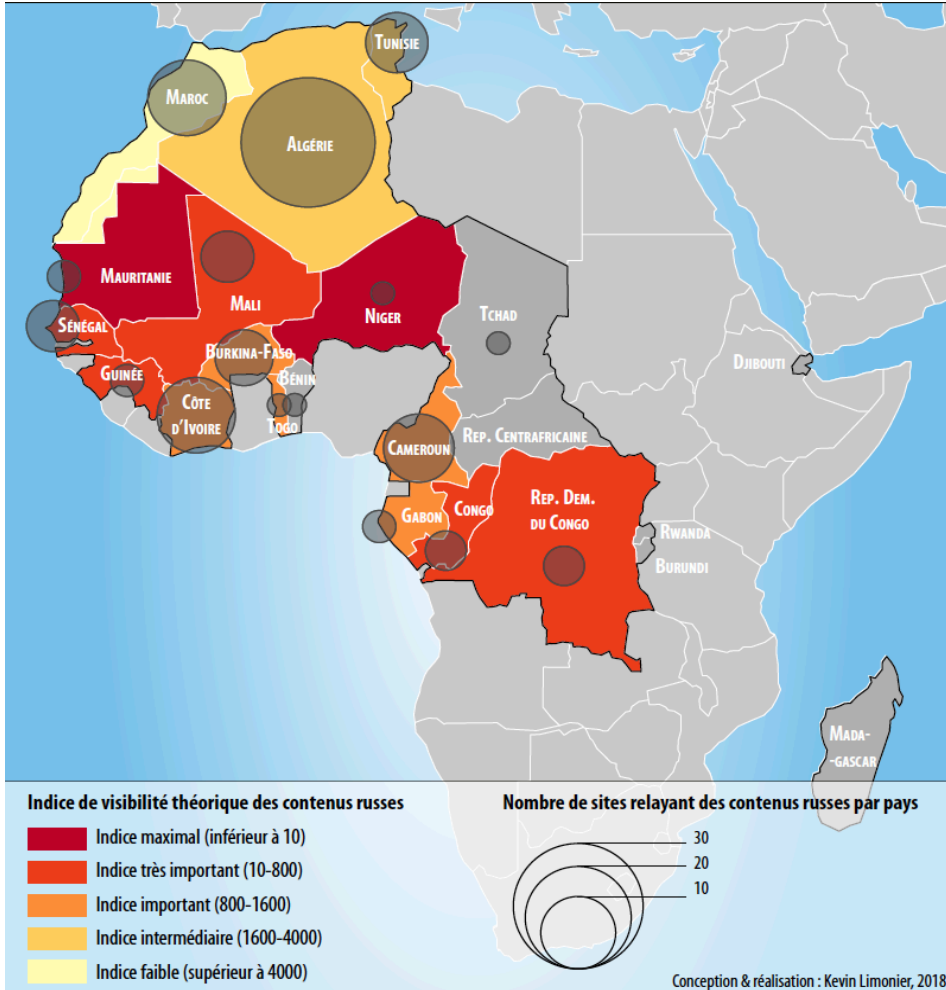 Tunisie
Maroc
Algérie
Mauritanie
Mali
Niger
Tchad
Sénégal
Burkina-Faso
Djibouti
Guinée
Bénin
Côte
d'Ivoire
Togo
Cameroun
Rep. Centrafricaine
Rep. Dem.
du Congo
Congo
Gabon
Rwanda
Burundi
Mada-
-gascar
Indice de visibilité théorique des contenus russes
Indice maximal (inférieur à 10)
Indice très important (10-800)
Indice important (800-1600)
Indice intermédiaire (1600-4000)
Indice faible (supérieur à 4000)
Nombre de sites relayant des contenus russes par pays
30
20
10
Conception & réalisation : Kevin Limonier, 2018